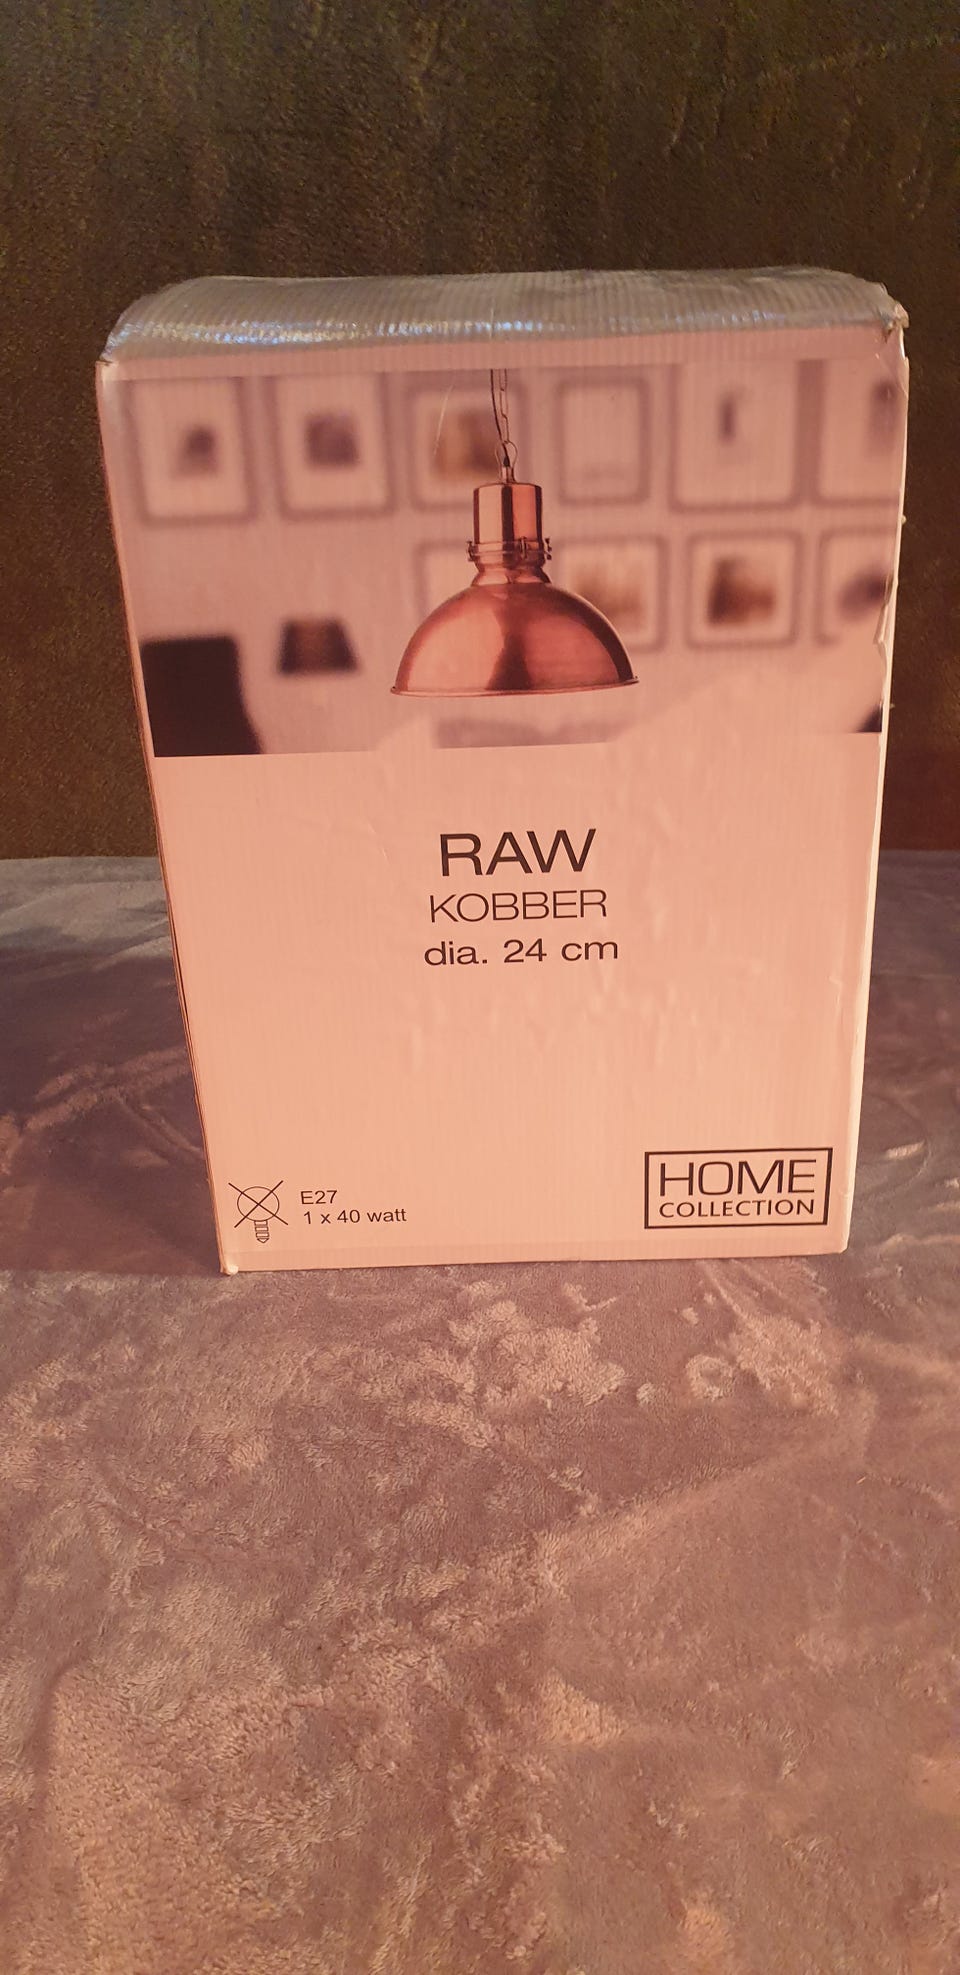 RAW
KOBBER
dia. 24 cm
E27
1 x 40 watt
HOME
COLLECTION